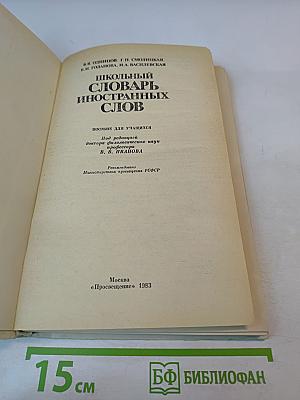 В. В. ОДИНЦОВ, Г. П. СМОЛИЦКАЯ,
Е. И. ГОЛАНОВА, И. А. ВАСИЛЕВСКАЯ
ШКОЛЬНЫЙ
СЛОВАРЬ
ИНОСТРАННЫХ
СЛОВ
ПОСОБИЕ ДЛЯ УЧАЩИХСЯ
Под редакцией
доктора филологических наук
профессора
В. В. ИВАНОВА
Рекомендовано
Министерством просвещения РСФСР
Москва
«Просвещение» 1983
15 см
БФ БИБЛИОФАН